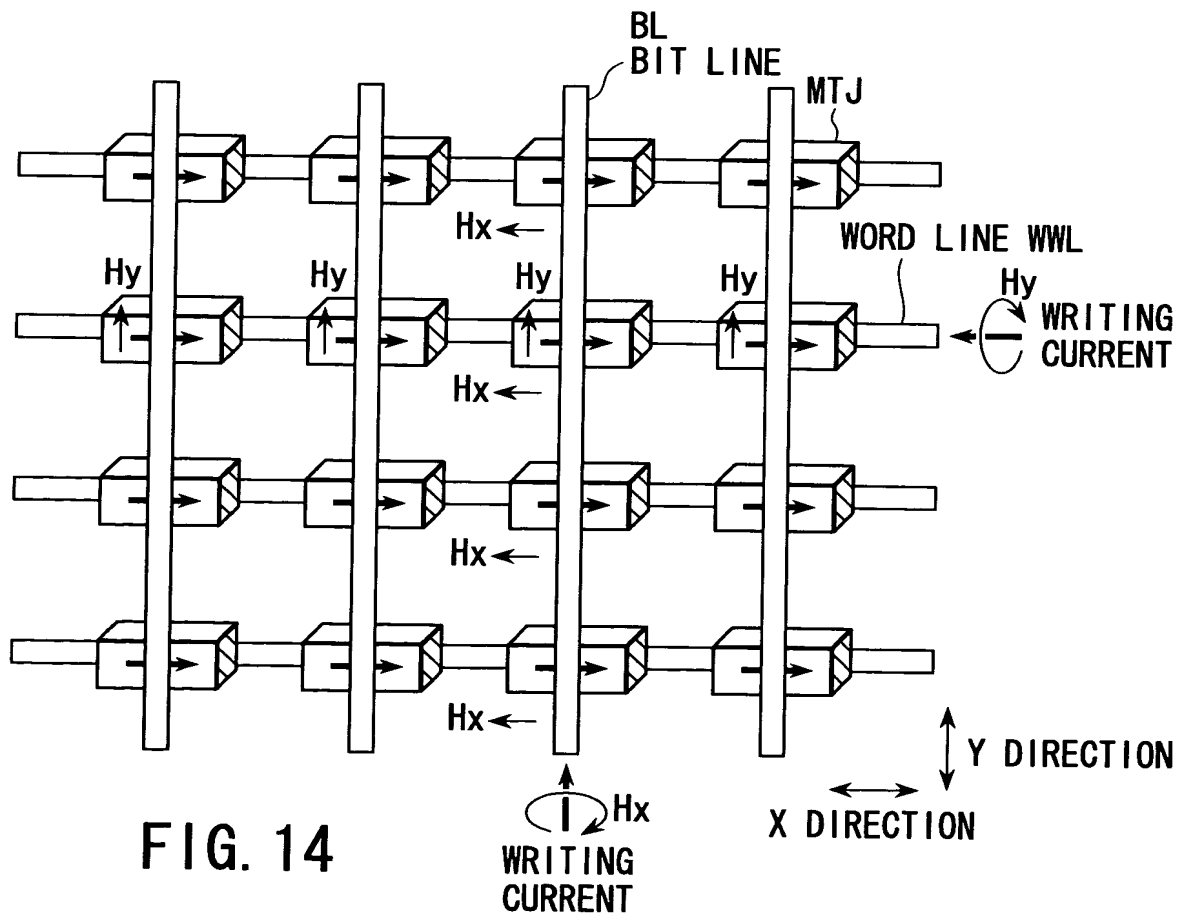 BL
BIT LINE
MTJ
Hx
WORD LINE WWL
Hy
Hy
Hy
Hy
Hy
WRITING
CURRENT
Hx
Hx
Hx
Y DIRECTION
X DIRECTION
Hx
WRITING
CURRENT
FIG. 14